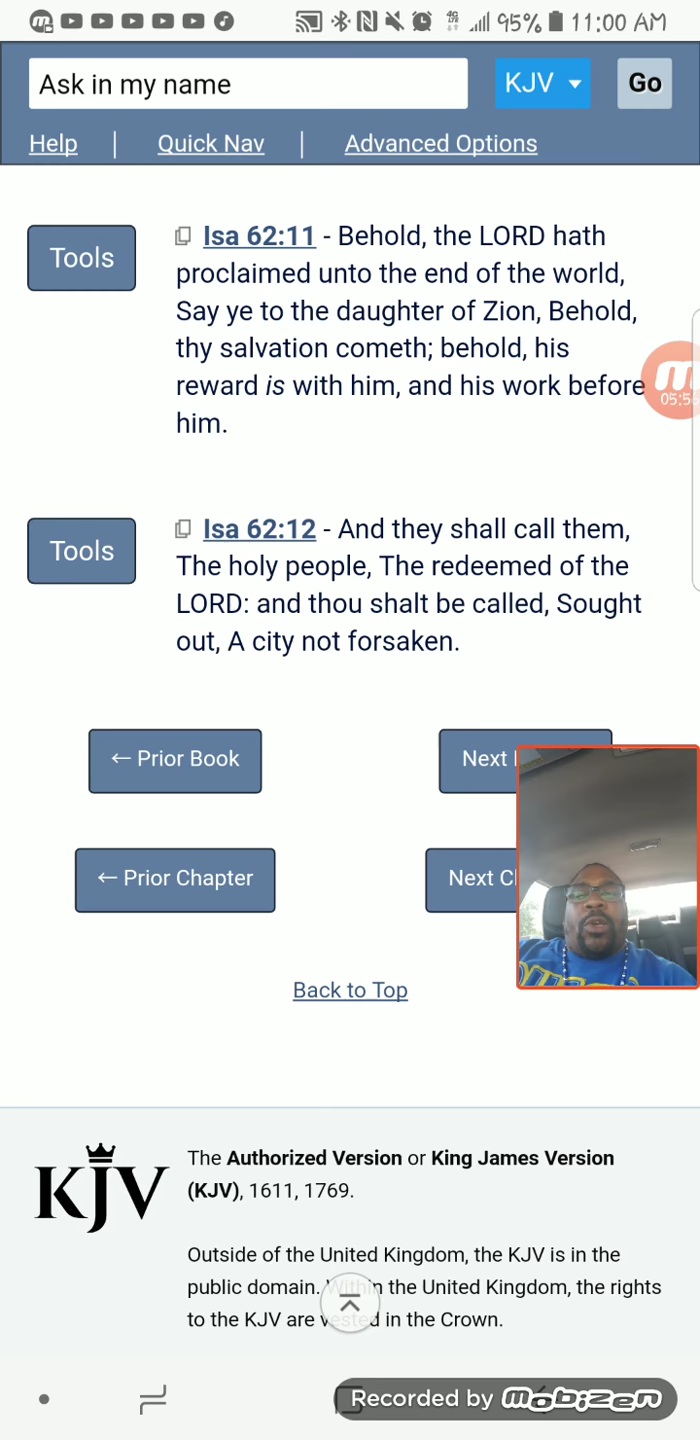 95% 11:00 AM
Ask in my name KJV Go
Help | Quick Nav | Advanced Options
Tools
Isa 62:11 - Behold, the LORD hath
proclaimed unto the end of the world,
Say ye to the daughter of Zion, Behold,
thy salvation cometh; behold, his
reward is with him, and his work before
him.
05:5
Tools
Isa 62:12 - And they shall call them,
The holy people, The redeemed of the
LORD: and thou shalt be called, Sought
out, A city not forsaken.
← Prior Book
Next
← Prior Chapter
Next
Back to Top
KJV
The Authorized Version or King James Version
(KJV), 1611, 1769.
Outside of the United Kingdom, the KJV is in the
public domain. Within the United Kingdom, the rights
to the KJV are vested in the Crown.
Recorded by mobizen